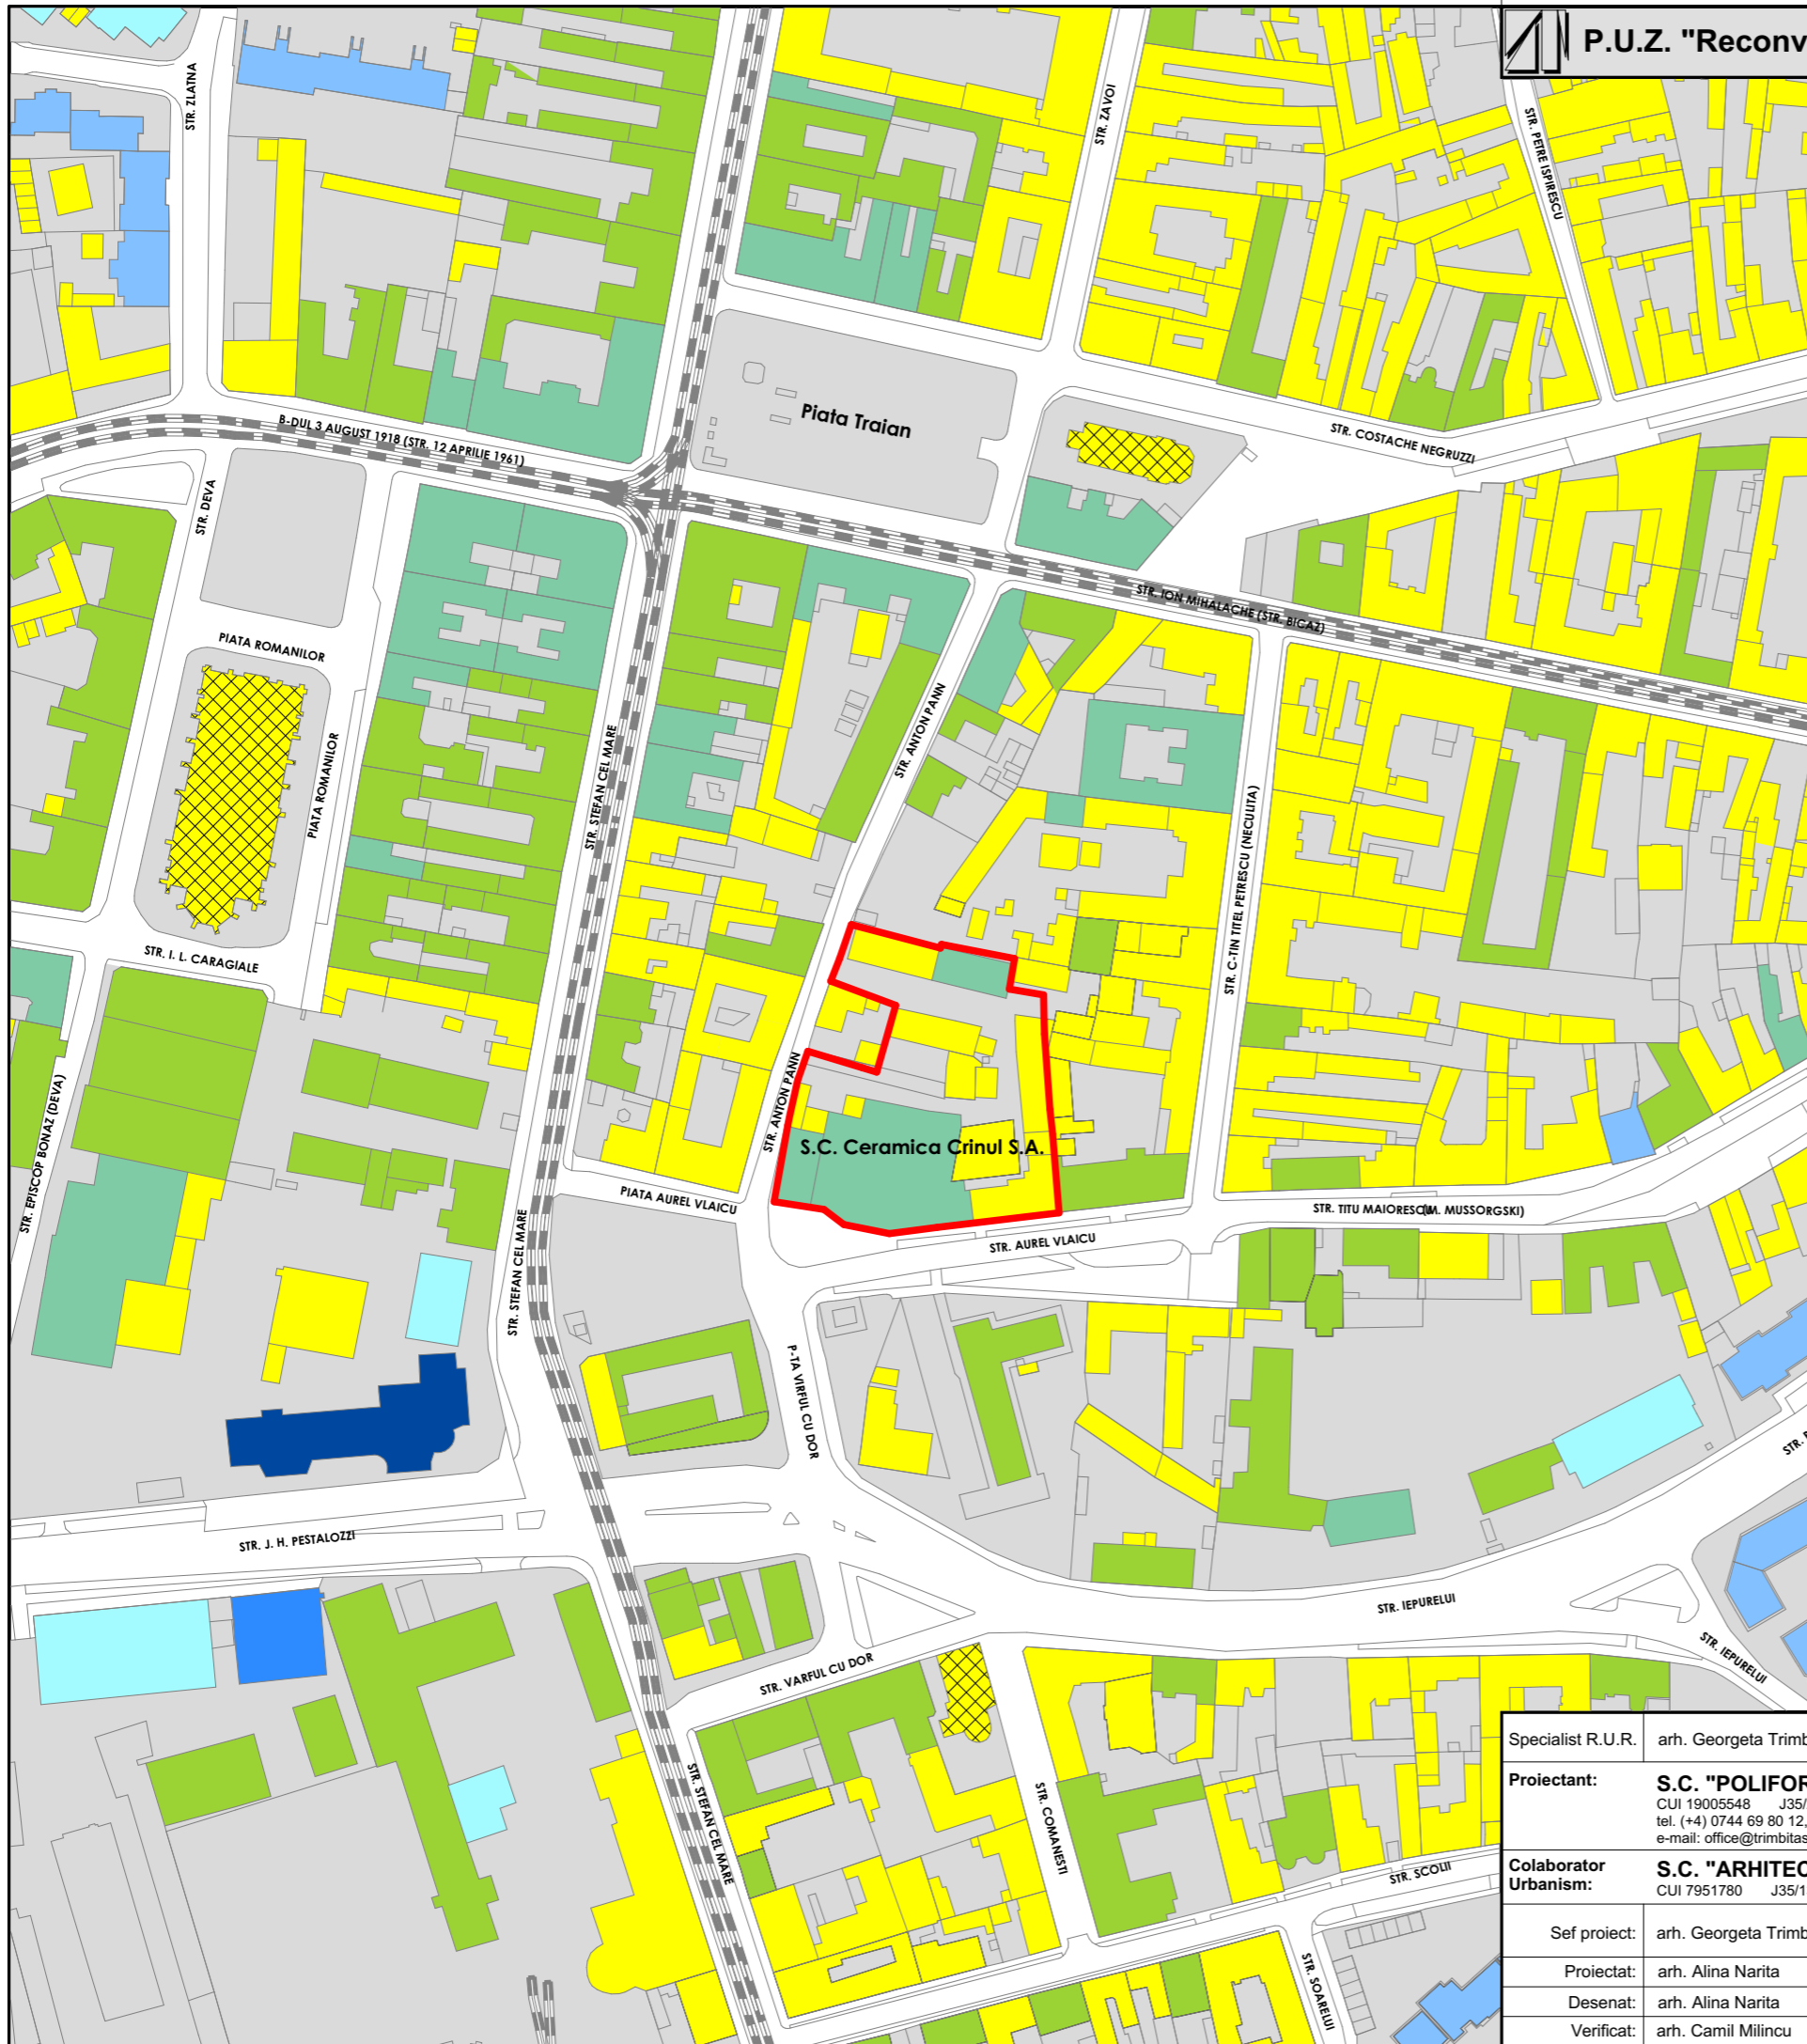 P.U.Z. "Reconv
STR. ZLATNA
STR. ZAVOI
STR. PETRE ISPIRESCU
Piata Traian
B-DUL 3 AUGUST 1918 (STR. 12 APRILIE 1961)
STR. COSTACHE NEGRUZZI
STR. DEVA
STR. ION MIHALACHE (STR. BICAZ)
PIATA ROMANILOR
PIATA ROMANILOR
STR. STEFAN CEL MARE
STR. ANTON PANN
STR. C-TIN TITEL PETRESCU (NECULITA)
STR. I. L. CARAGIALE
STR. EPISCOP BONAZ (DEVA)
STR. ANTON PANN
S.C. Ceramica Crinul S.A.
PIATA AUREL VLAICU
STR. TITU MAIORESCU(M. MUSSORGSKI)
STR. AUREL VLAICU
STR. STEFAN CEL MARE
P-TA VIRFUL CU DOR
STR. J. H. PESTALOZZI
STR. IEPURELUI
STR. IEPURELUI
STR. VARFUL CU DOR
STR. STEFAN CEL MARE
STR. COMANESTI
STR. SCOLII
STR. SOARELUI
Specialist R.U.R. arh. Georgeta Trimb
Proiectant: S.C. "POLIFOR
CUI 19005548 J35/
tel. (+4) 0744 69 80 12,
e-mail: office@trimbitas
Colaborator Urbanism: S.C. "ARHITEC
CUI 7951780 J35/1
Sef proiect: arh. Georgeta Trimb
Proiectat: arh. Alina Narita
Desenat: arh. Alina Narita
Verificat: arh. Camil Milincu